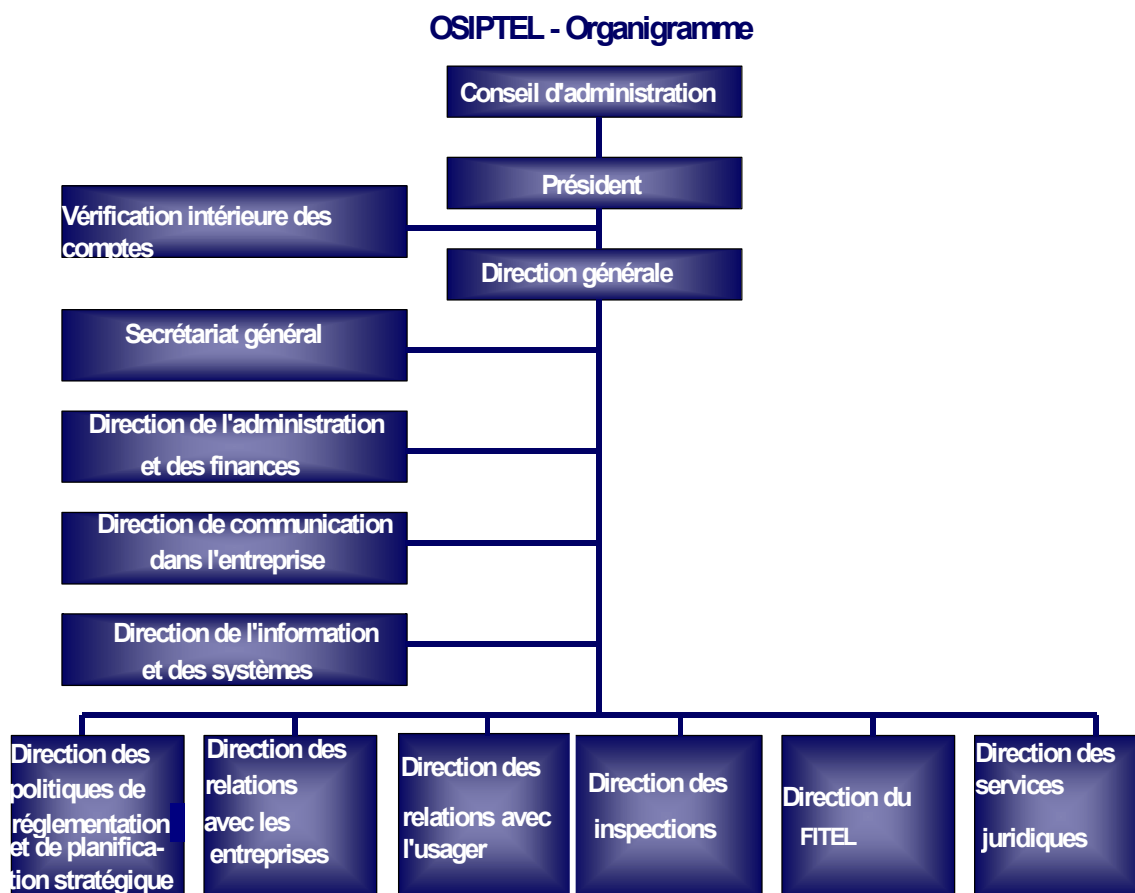 OSIPTEL - Organigramme
Conseil d'administration
Président
Vérification intérieure des
comptes
Direction générale
Secrétariat général
Direction de l'administration
et des finances
Direction de communication
dans l'entreprise
Direction de l'information
et des systèmes
Direction des
politiques de
réglementation
et de planifica-
tion stratégique
Direction des
relations
avec les
entreprises
Direction des
relations avec
l'usager
Direction des
inspections
Direction du
FITEL
Direction des
services
juridiques